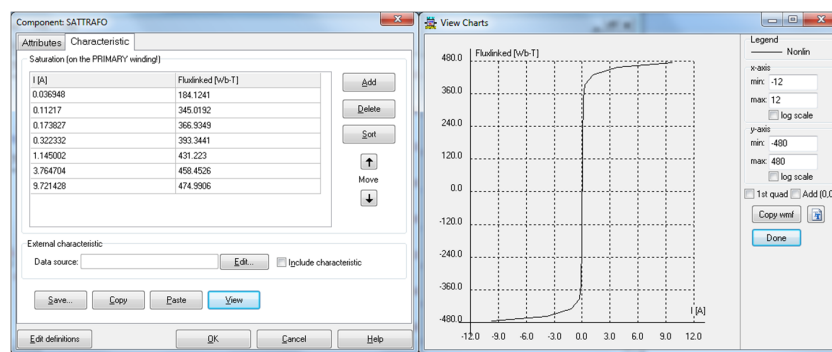 Component: SATTRAFO
Attributes Characteristic
Saturation (on the PRIMARY winding!)
I [A] Fluxlinked [Wb-T]
0.036948 184.1241
0.11217 345.0192
0.173827 366.9349
0.322332 393.3441
1.145002 431.223
3.764704 458.4526
9.721428 474.9906
Add
Delete
Sort
Move
External characteristic
Data source: Edit... Include characteristic
Save... Copy Paste View
Edit definitions OK Cancel Help
View Charts
Fluxlinked [Wb-T]
480.0
360.0
240.0
120.0
0.0
-120.0
-240.0
-360.0
-480.0
I [A]
-12.0 -9.0 -6.0 -3.0 0.0 3.0 6.0 9.0 12.0
Legend
Nonlin
x-axis
min: -12
max: 12
log scale
y-axis
min: -480
max: 480
log scale
1st quad Add (0,0
Copy wmf
Done